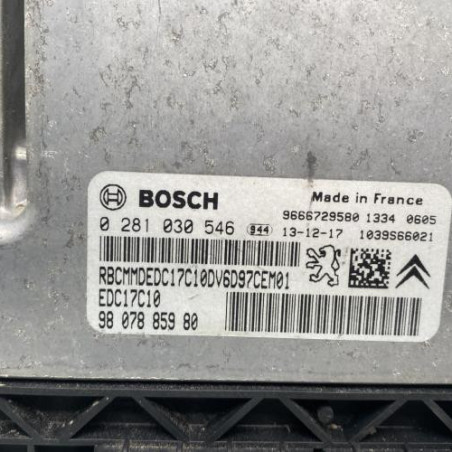 BOSCH
Made in France
9666729580 1334 0605
0 281 030 546 944 13-12-17 1039S66021
RBCMMDEDC17C10DV6D97CEM01
EDC17C10
98 078 859 80